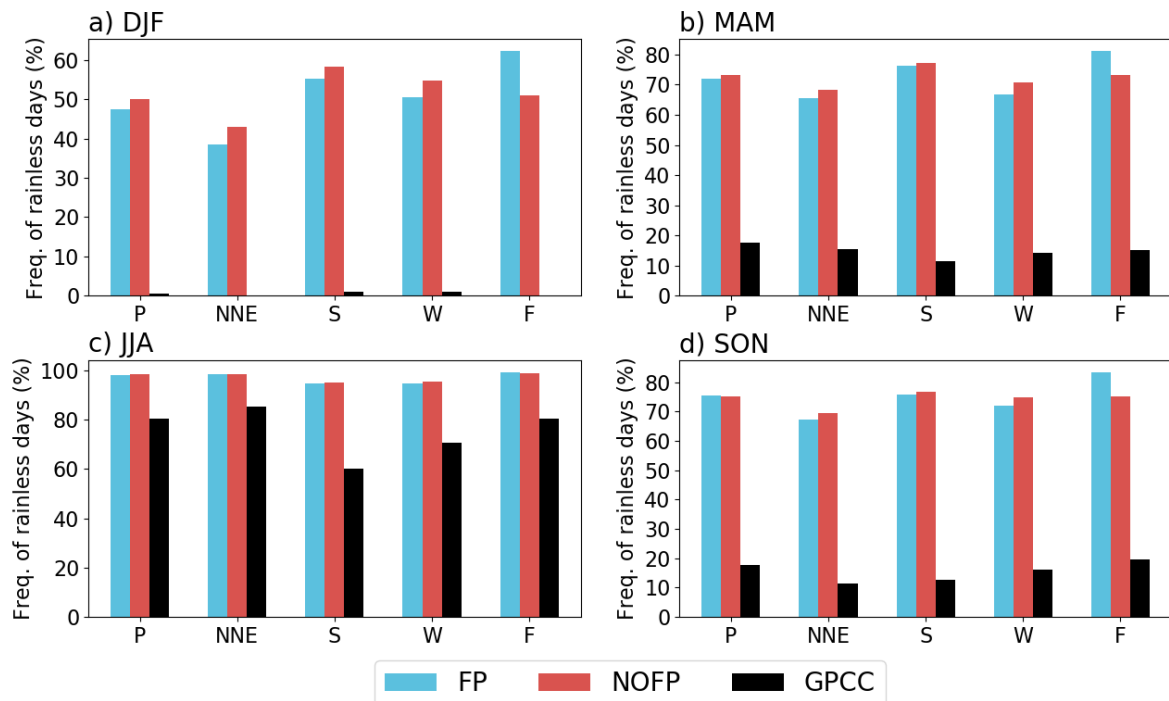 a) DJF
Freq. of rainless days (%)
60
50
40
30
20
10
0
P NNE S W F
b) MAM
Freq. of rainless days (%)
80
70
60
50
40
30
20
10
0
P NNE S W F
c) JJA
Freq. of rainless days (%)
100
80
60
40
20
0
P NNE S W F
d) SON
Freq. of rainless days (%)
80
70
60
50
40
30
20
10
0
P NNE S W F
FP NOFP GPCC